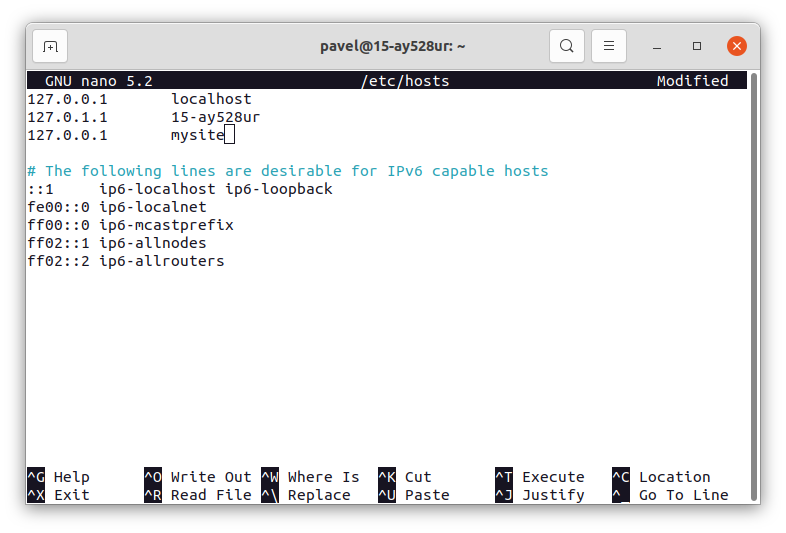 pavel@15-ay528ur: ~
GNU nano 5.2 /etc/hosts Modified
127.0.0.1 localhost
127.0.1.1 15-ay528ur
127.0.0.1 mysite
# The following lines are desirable for IPv6 capable hosts
::1 ip6-localhost ip6-loopback
fe00::0 ip6-localnet
ff00::0 ip6-mcastprefix
ff02::1 ip6-allnodes
ff02::2 ip6-allrouters
^G Help ^O Write Out ^W Where Is ^K Cut ^T Execute ^C Location
^X Exit ^R Read File ^\ Replace ^U Paste ^J Justify ^_ Go To Line